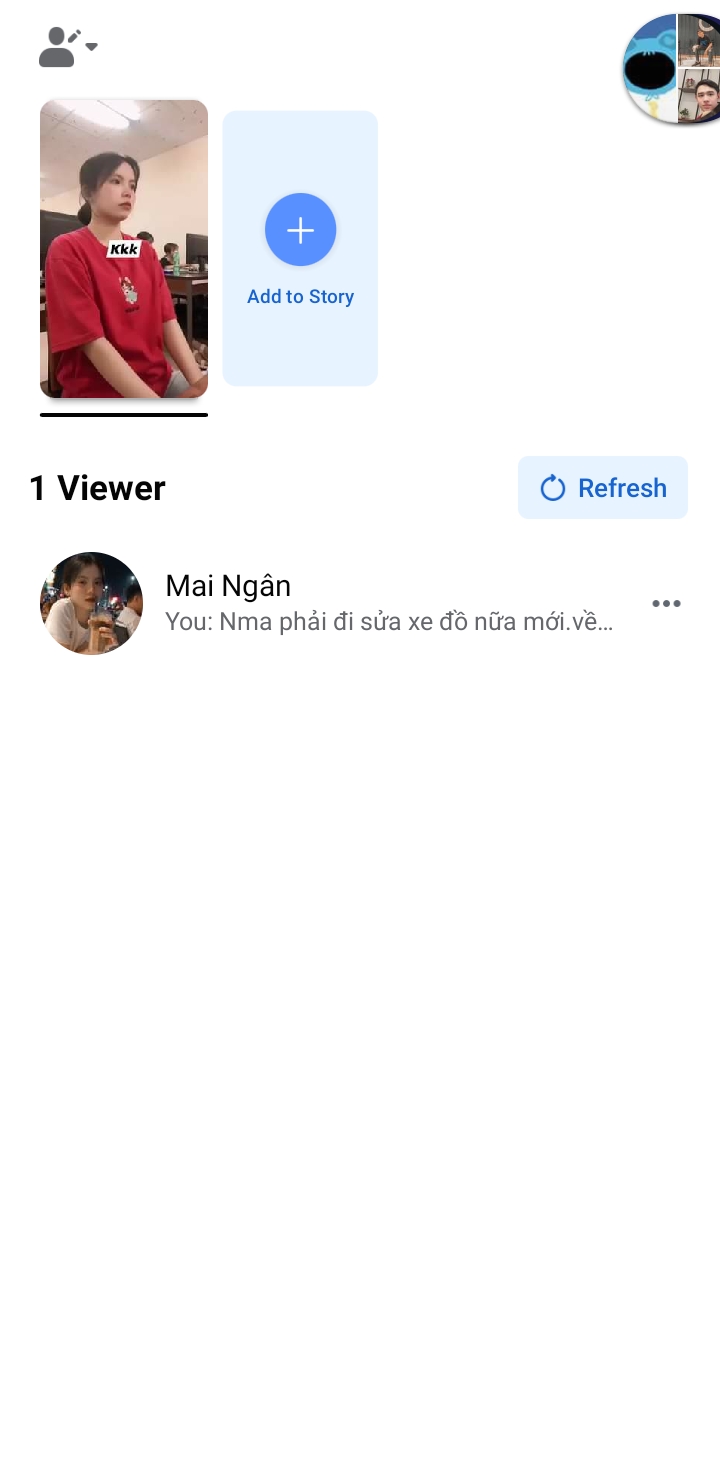 Kkk
Add to Story
1 Viewer
Refresh
Mai Ngân
You: Nma phải đi sửa xe đồ nữa mới.về...